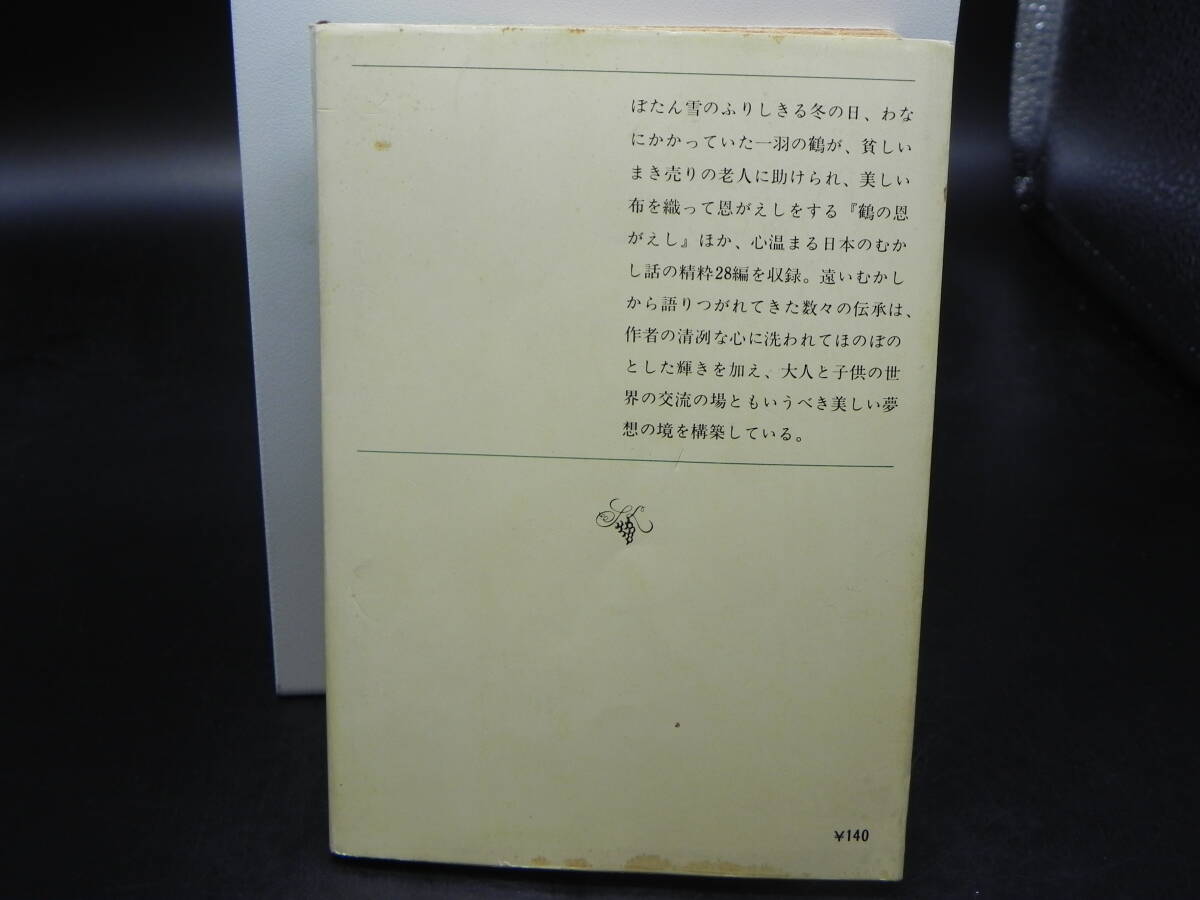 ぼたん雪のふりしきる冬の日、わな
にかかっていた一羽の鶴が、貧しい
まき売りの老人に助けられ、美しい
布を織って恩がえしをする『鶴の恩
がえし』ほか、心温まる日本のむか
し話の精粋28編を収録。遠いむかし
から語りつがれてきた数々の伝承は、
作者の清冽な心に洗われてほのぼの
とした輝きを加え、大人と子供の世
界の交流の場ともいうべき美しい夢
想の境を構築している。
SK
¥140